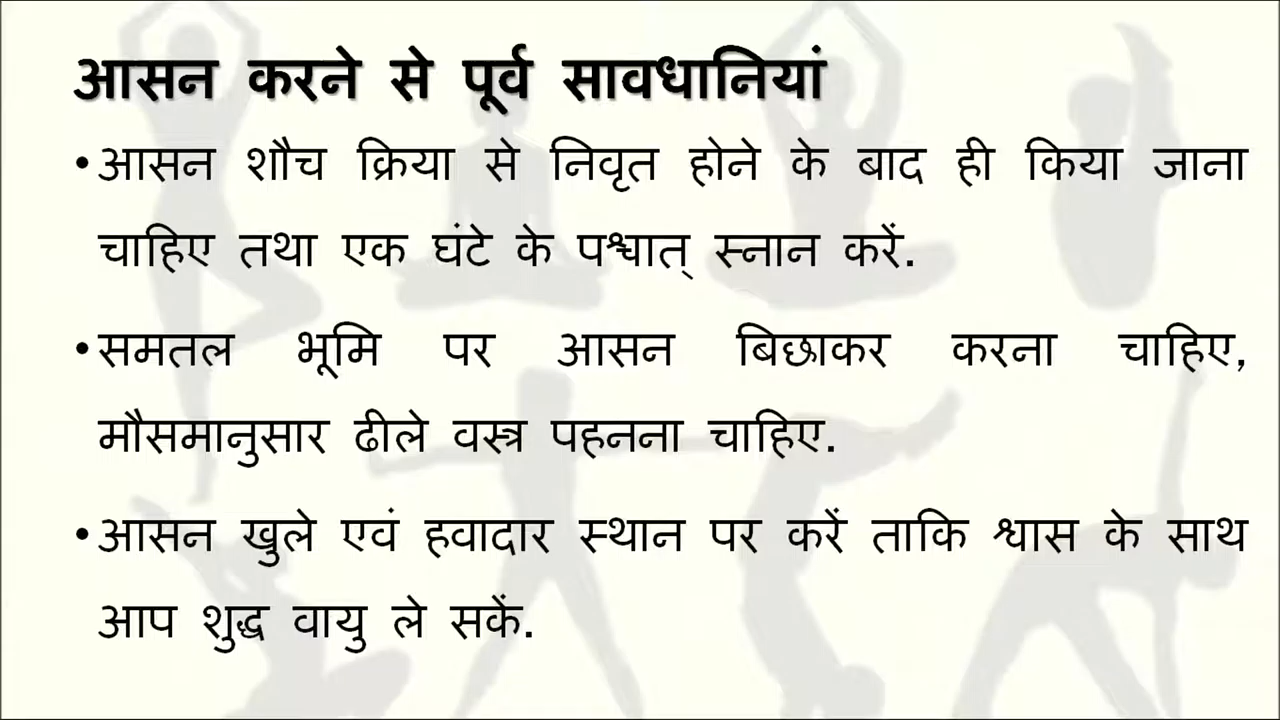 आसन करने से पूर्व सावधानियां
•आसन शौच क्रिया से निवृत होने के बाद ही किया जाना
चाहिए तथा एक घंटे के पश्चात् स्नान करें.
•समतल भूमि पर आसन बिछाकर करना चाहिए,
मौसमानुसार ढीले वस्त्र पहनना चाहिए.
•आसन खुले एवं हवादार स्थान पर करें ताकि श्वास के साथ
आप शुद्ध वायु ले सकें.